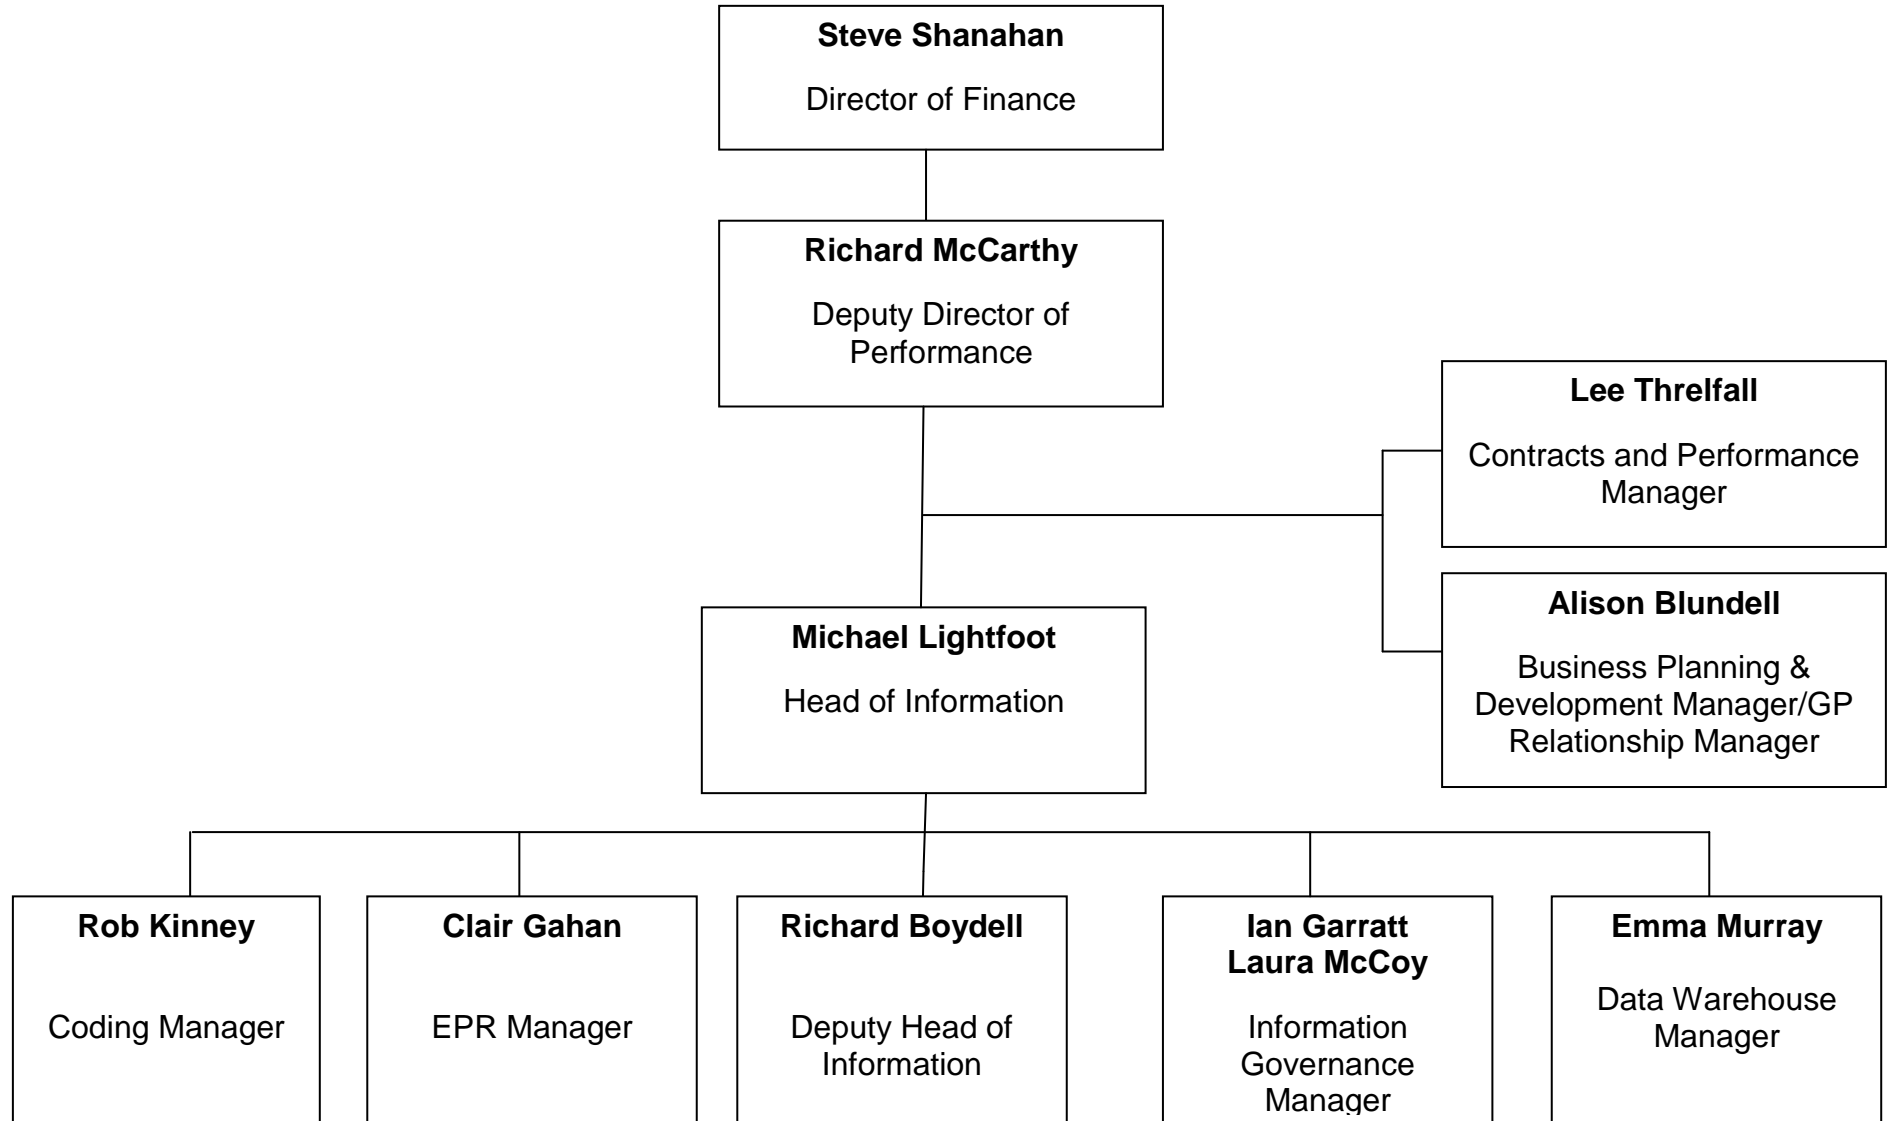 Steve Shanahan
Director of Finance
Richard McCarthy
Deputy Director of
Performance
Lee Threlfall
Contracts and Performance
Manager
Alison Blundell
Business Planning &
Development Manager/GP
Relationship Manager
Michael Lightfoot
Head of Information
Rob Kinney
Coding Manager
Clair Gahan
EPR Manager
Richard Boydell
Deputy Head of
Information
Ian Garratt
Laura McCoy
Information
Governance
Manager
Emma Murray
Data Warehouse
Manager